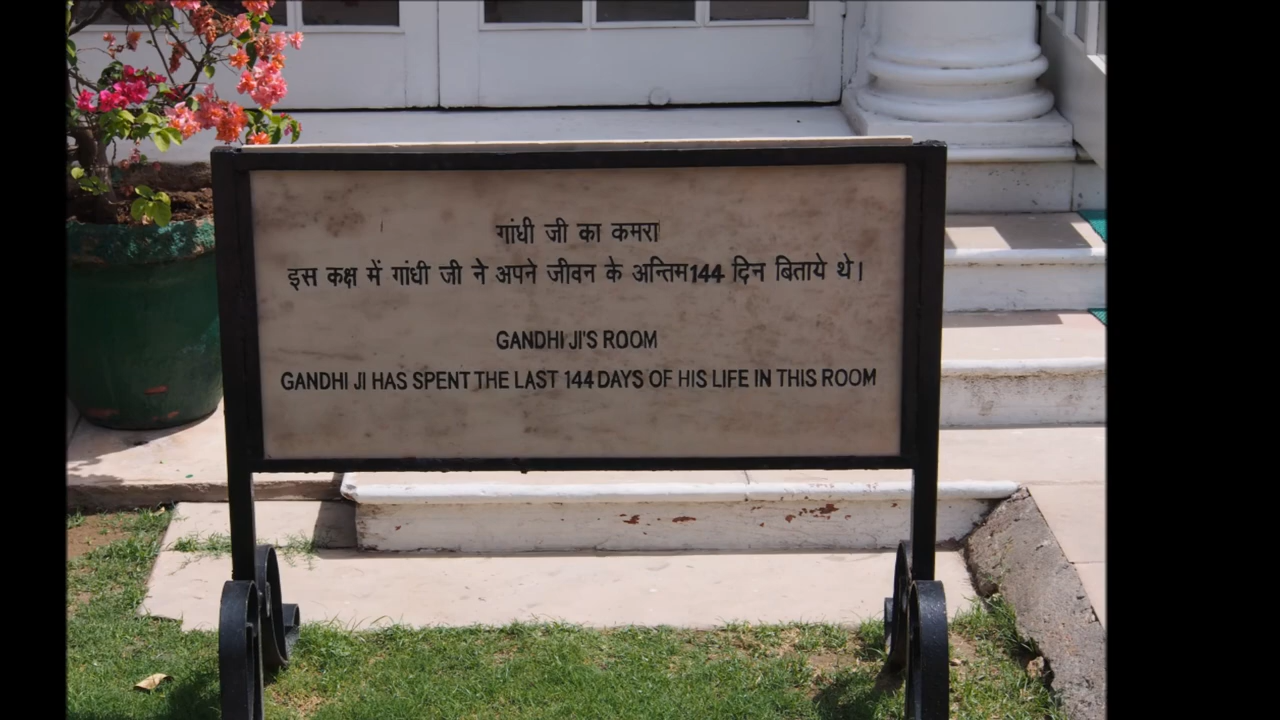 गांधी जी का कमरा
इस कक्ष में गांधी जी ने अपने जीवन के अन्तिम144 दिन बिताये थे।
GANDHI JI'S ROOM
GANDHI JI HAS SPENT THE LAST 144 DAYS OF HIS LIFE IN THIS ROOM